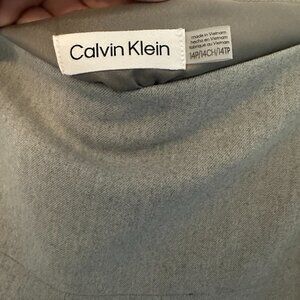 Calvin Klein
made in Vietnam
hecho en Vietnam
fabriqué au Vietnam
14P/14CH/14TP